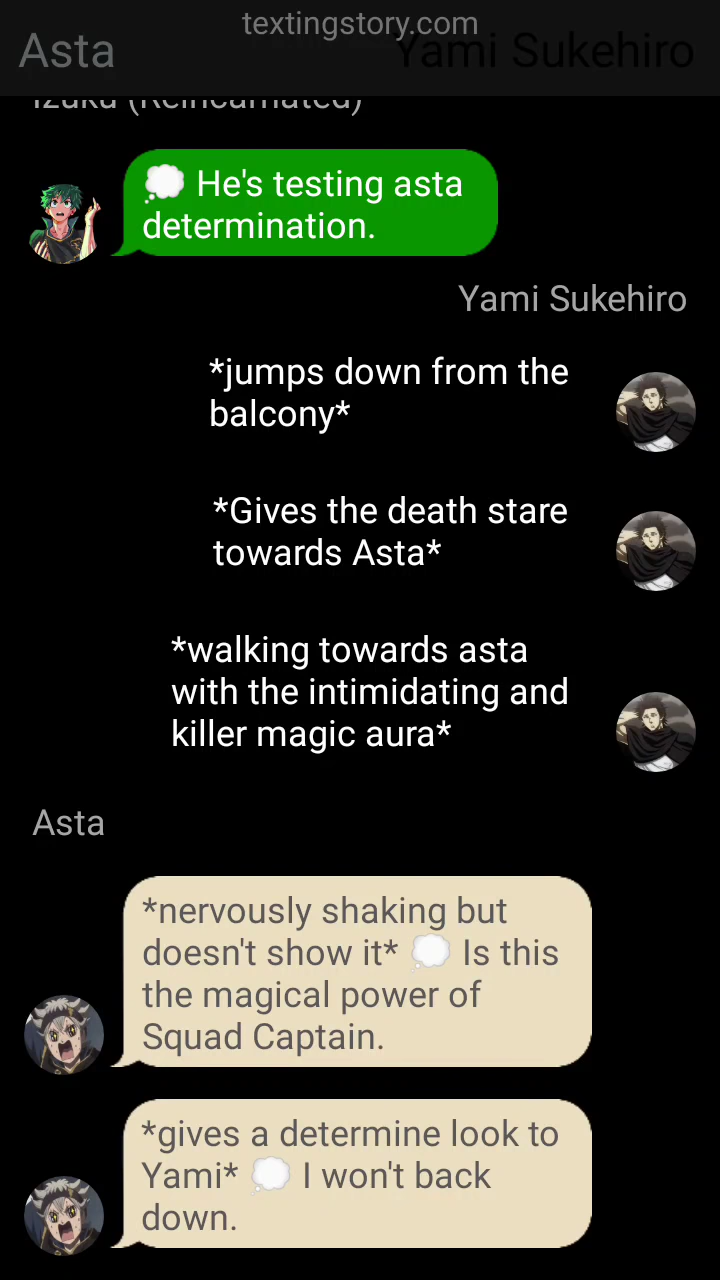 textingstory.com
Asta
Yami Sukehiro
Izuku (Reincarnated)
💭 He's testing asta
determination.
Yami Sukehiro
*jumps down from the
balcony*
*Gives the death stare
towards Asta*
*walking towards asta
with the intimidating and
killer magic aura*
Asta
*nervously shaking but
doesn't show it* 💭 Is this
the magical power of
Squad Captain.
*gives a determine look to
Yami* 💭 I won't back
down.